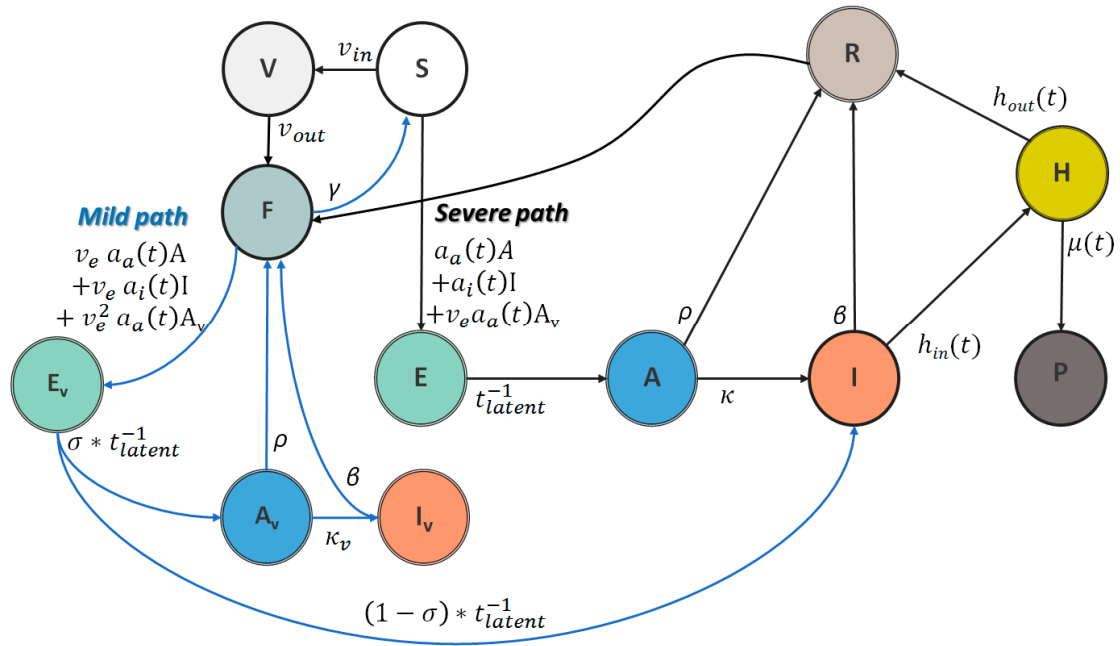 V
v_in
S
R
h_out(t)
v_out
H
F
γ
Mild path
v_e a_a(t)A
+v_e a_i(t)I
+ v_e^2 a_a(t)A_v
Severe path
a_a(t)A
+a_i(t)I
+v_e a_a(t)A_v
μ(t)
ρ
β
h_in(t)
E_v
E
t_latent^-1
A
κ
I
P
σ * t_latent^-1
ρ
β
A_v
κ_v
I_v
(1 − σ) * t_latent^-1